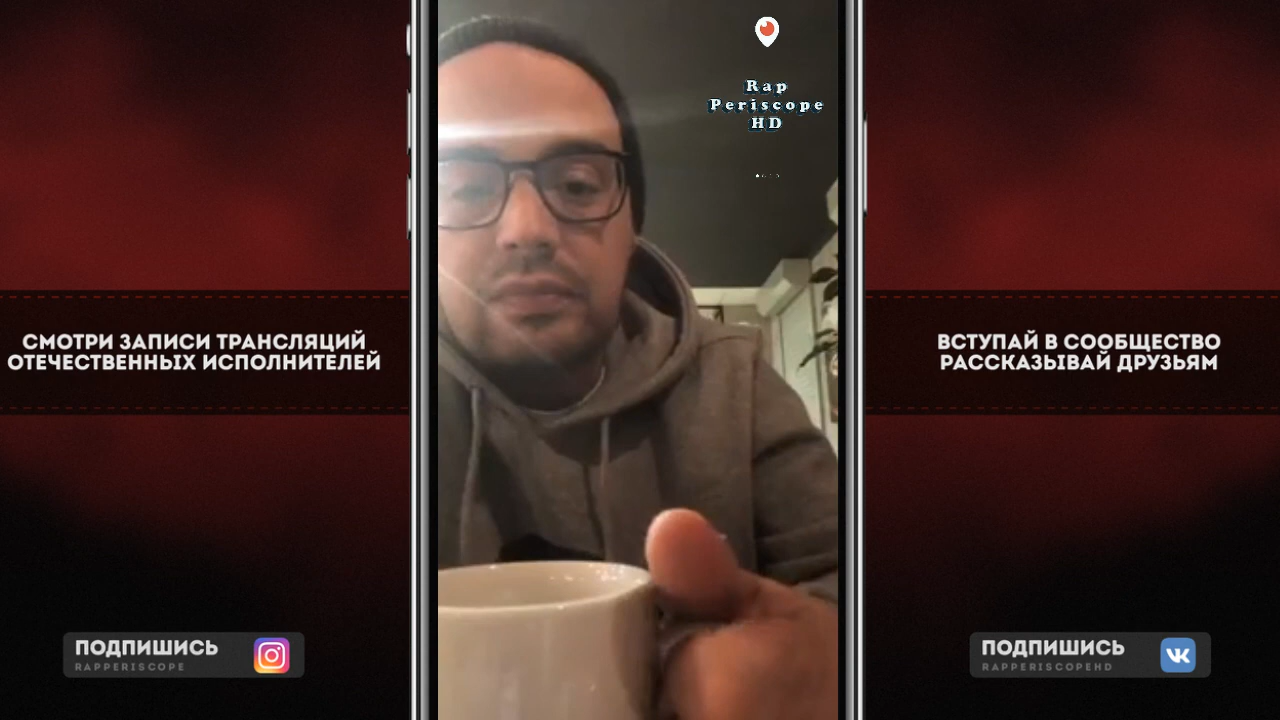 Rap
Periscope
HD
СМОТРИ ЗАПИСИ ТРАНСЛЯЦИЙ
ОТЕЧЕСТВЕННЫХ ИСПОЛНИТЕЛЕЙ
ВСТУПАЙ В СООБЩЕСТВО
РАССКАЗЫВАЙ ДРУЗЬЯМ
ПОДПИШИСЬ
RAPPERISCOPE
ПОДПИШИСЬ
RAPPERISCOPEHD